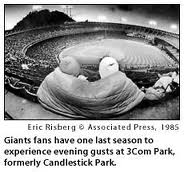 Eric Risberg © Associated Press, 1985
Giants fans have one last season to
experience evening gusts at 3Com Park,
formerly Candlestick Park.